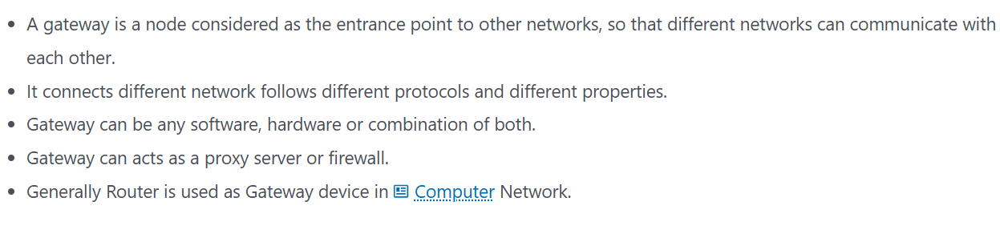 • A gateway is a node considered as the entrance point to other networks, so that different networks can communicate with
each other.
• It connects different network follows different protocols and different properties.
• Gateway can be any software, hardware or combination of both.
• Gateway can acts as a proxy server or firewall.
• Generally Router is used as Gateway device in Computer Network.